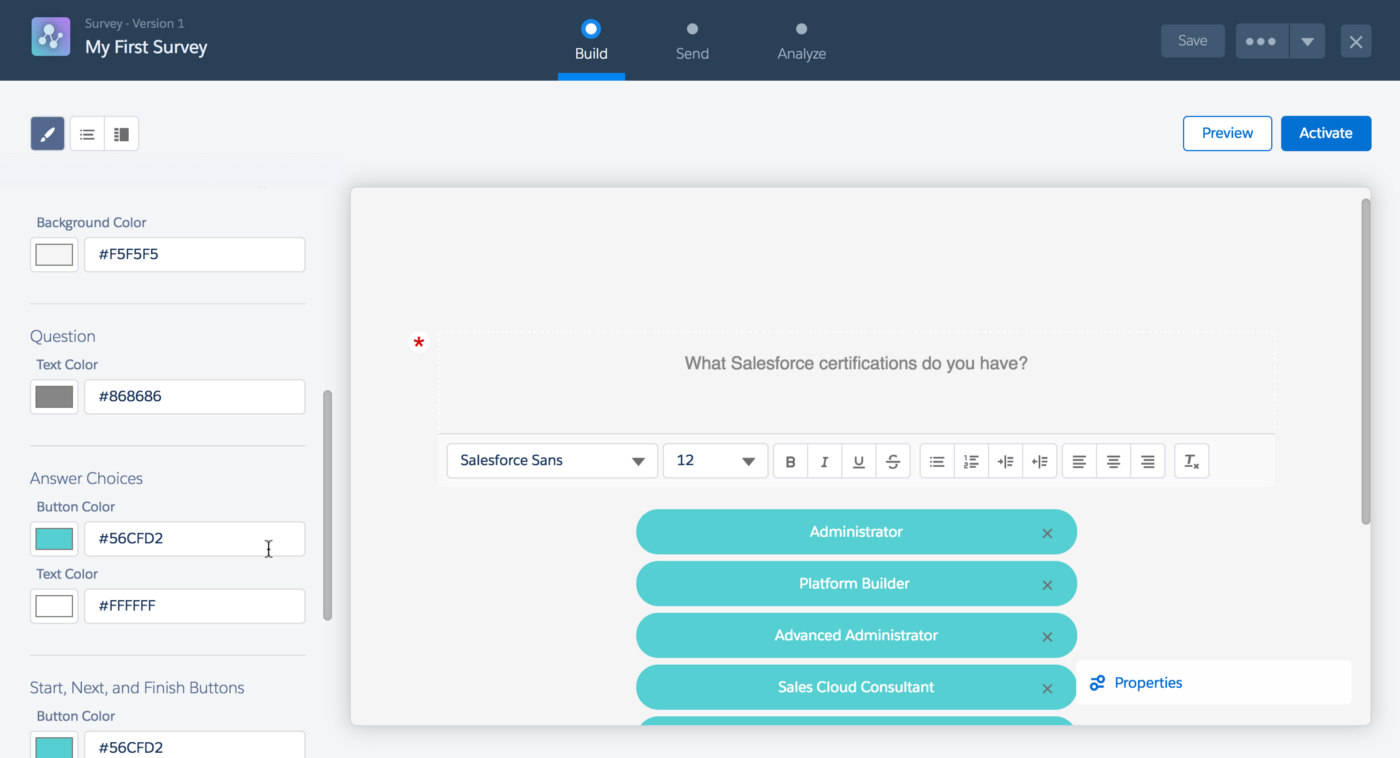 Survey - Version 1
My First Survey
Build
Send
Analyze
Save
Preview
Activate
Background Color
#F5F5F5
Question
Text Color
#868686
Answer Choices
Button Color
#56CFD2
Text Color
#FFFFFF
Start, Next, and Finish Buttons
Button Color
#56CFD2
*
What Salesforce certifications do you have?
Salesforce Sans
12
B I U S
Administrator
Platform Builder
Advanced Administrator
Sales Cloud Consultant
Properties